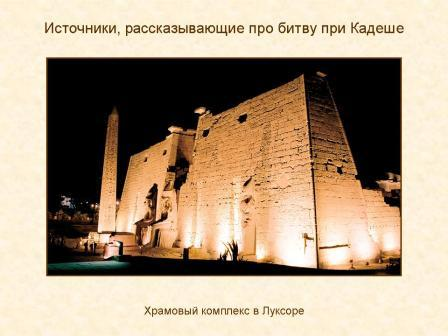 Источники, рассказывающие про битву при Кадеше
Храмовый комплекс в Луксоре